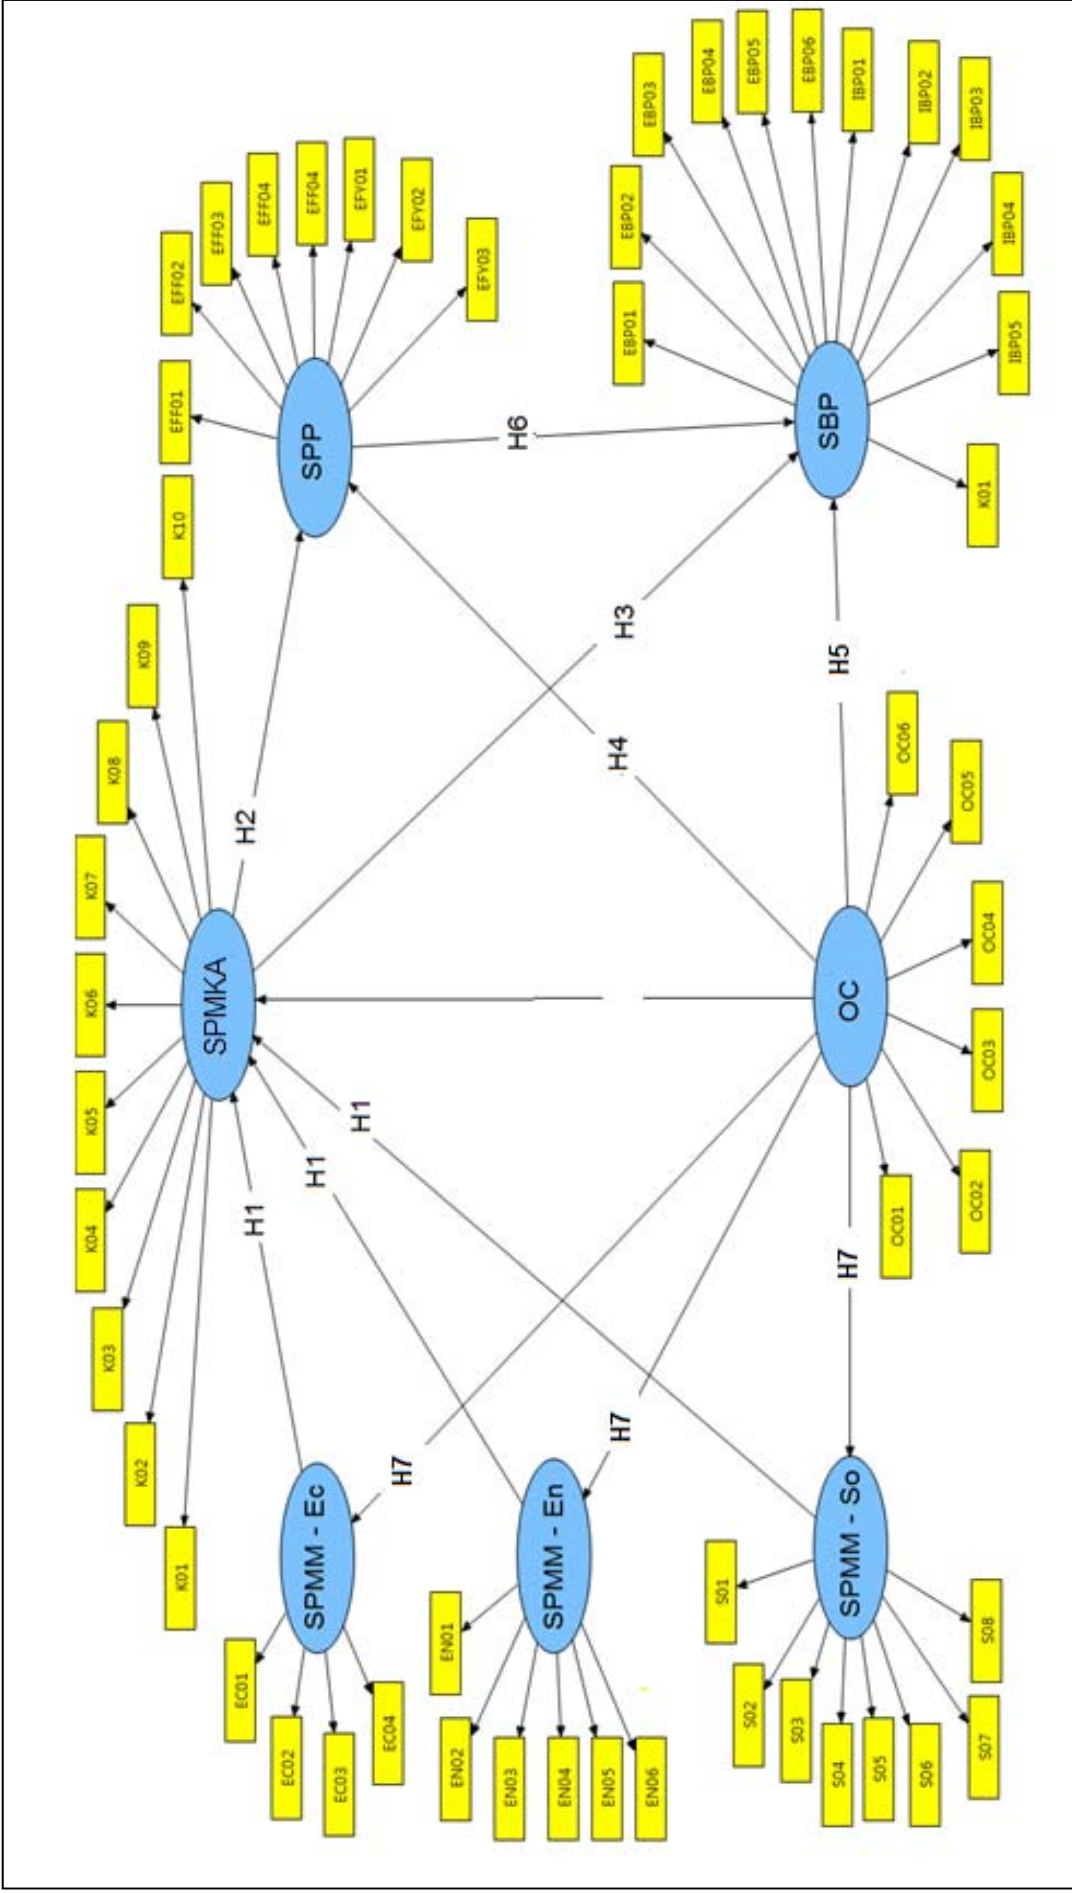 K01
K02
K03
K04
K05
K06
K07
K08
K09
K10
SPMKA
EFF01
EFF02
EFF03
EFF04
EFF04
EFY01
EFY02
EFY03
SPP
EC01
EC02
EC03
EC04
SPMM - Ec
H1
H1
H1
H2
H3
H4
H6
EN01
EN02
EN03
EN04
EN05
EN06
SPMM - En
H7
H7
H7
H5
EBP01
EBP02
EBP03
EBP04
EBP05
EBP06
IBP01
IBP02
IBP03
IBP04
IBP05
K01
SBP
S01
S02
S03
S04
S05
S06
S07
S08
SPMM - So
OC
OC01
OC02
OC03
OC04
OC05
OC06